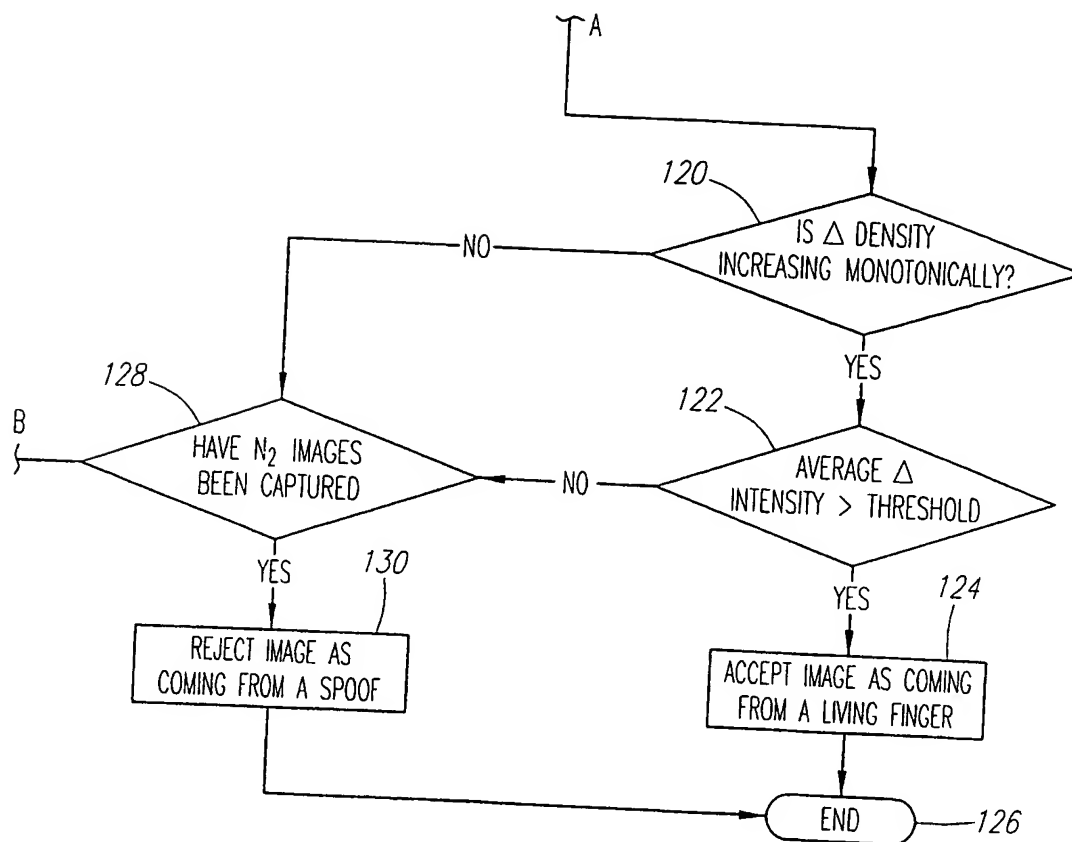 A
120
IS △ DENSITY
INCREASING MONOTONICALLY?
NO
YES
128
122
B
HAVE N₂ IMAGES
BEEN CAPTURED
NO
AVERAGE △
INTENSITY > THRESHOLD
YES
130
YES
124
REJECT IMAGE AS
COMING FROM A SPOOF
ACCEPT IMAGE AS COMING
FROM A LIVING FINGER
END
126